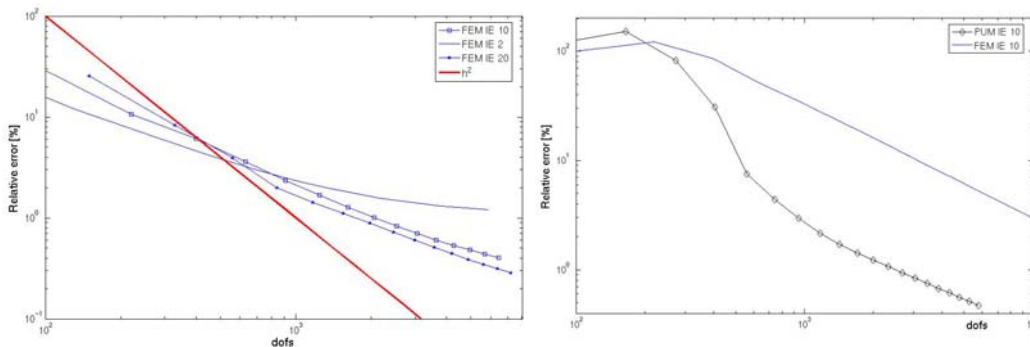 10²
10¹
10⁰
10⁻¹
10²
10³
Relative error [%]
dofs
FEM IE 10
FEM IE 2
FEM IE 20
h²
10²
10¹
10⁰
10²
10³
Relative error [%]
dofs
PUM IE 10
FEM IE 10